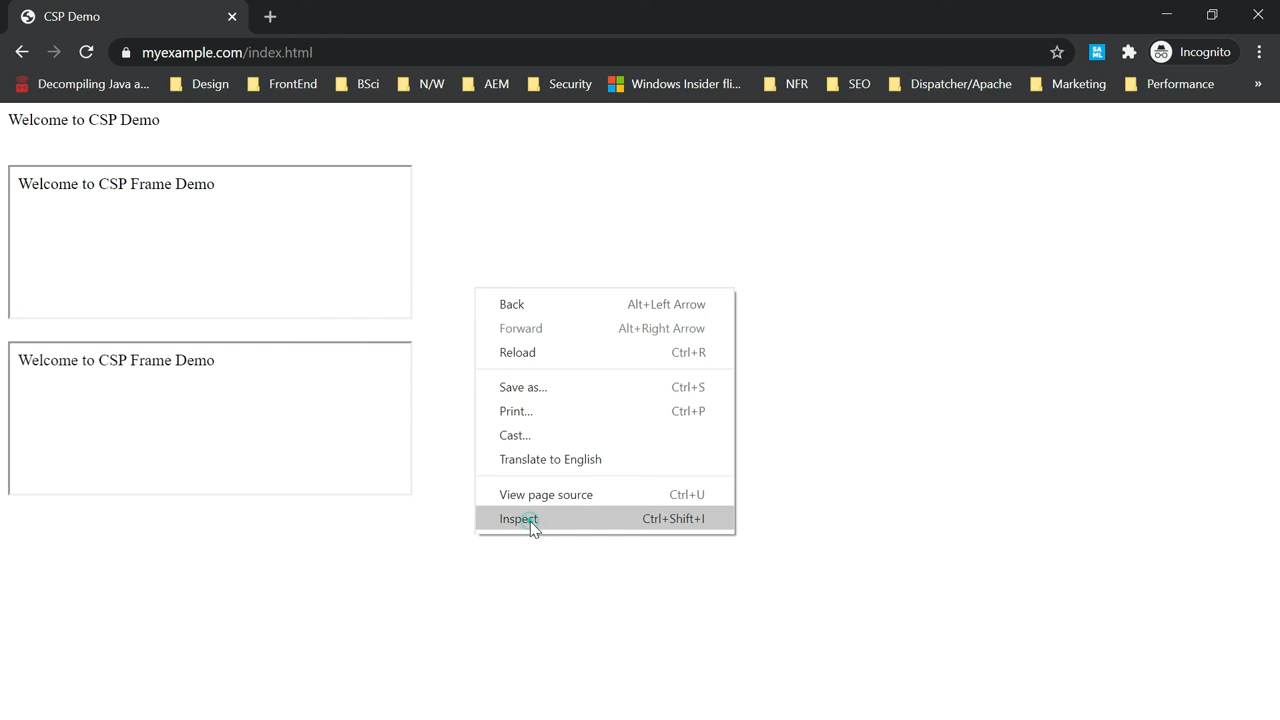 CSP Demo
myexample.com/index.html
Incognito
Decompiling Java a... Design FrontEnd BSci N/W AEM Security Windows Insider fli... NFR SEO Dispatcher/Apache Marketing Performance »
Welcome to CSP Demo
Welcome to CSP Frame Demo
Welcome to CSP Frame Demo
Back Alt+Left Arrow
Forward Alt+Right Arrow
Reload Ctrl+R
Save as... Ctrl+S
Print... Ctrl+P
Cast...
Translate to English
View page source Ctrl+U
Inspect Ctrl+Shift+I